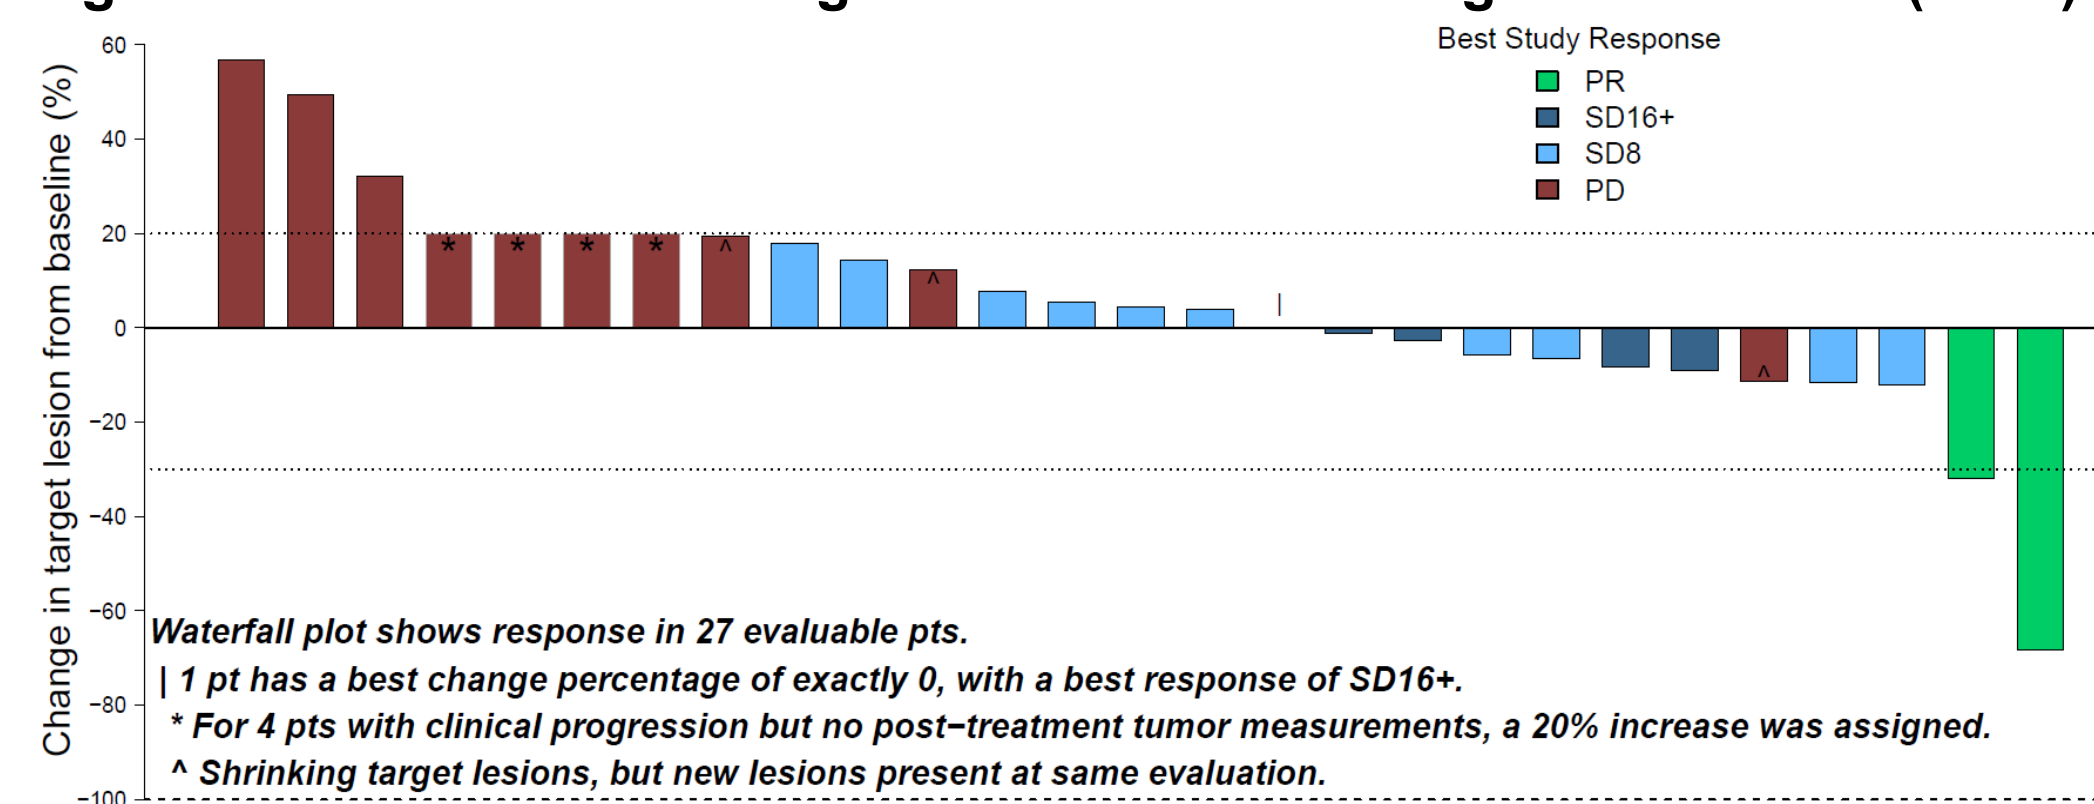 Best Study Response
PR
SD16+
SD8
PD
Change in target lesion from baseline (%)
60
40
20
0
−20
−40
−60
−80
−100
* * * * ^
^
|
^
Waterfall plot shows response in 27 evaluable pts.
| 1 pt has a best change percentage of exactly 0, with a best response of SD16+.
* For 4 pts with clinical progression but no post−treatment tumor measurements, a 20% increase was assigned.
^ Shrinking target lesions, but new lesions present at same evaluation.